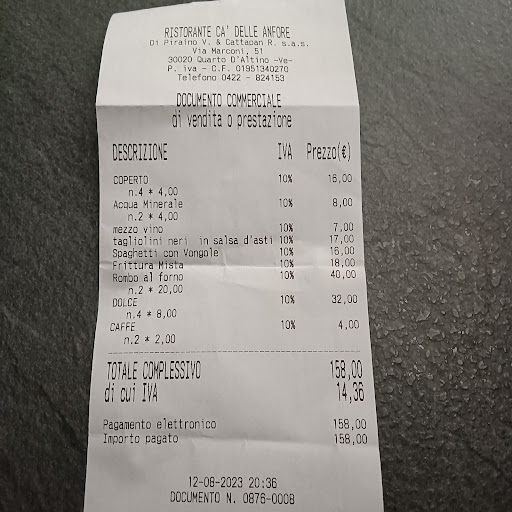 RISTORANTE CA' DELLE ANFORE
Di Piraino V. & Cattapan R. s.a.s.
Via Marconi, 51
30020 Quarto D'Altino -Ve-
P. iva - C.F. 01951340270
Telefono 0422 - 824153
DOCUMENTO COMMERCIALE
di vendita o prestazione
DESCRIZIONE IVA Prezzo(€)
COPERTO 10% 16,00
n.4 * 4,00
Acqua Minerale 10% 8,00
n.2 * 4,00
mezzo vino 10% 7,00
tagliolini neri in salsa d'asti 10% 17,00
Spaghetti con Vongole 10% 16,00
Frittura Mista 10% 18,00
Rombo al forno 10% 40,00
n.2 * 20,00
DOLCE 10% 32,00
n.4 * 8,00
CAFFE 10% 4,00
n.2 * 2,00
TOTALE COMPLESSIVO 158,00
di cui IVA 14,36
Pagamento elettronico 158,00
Importo pagato 158,00
12-08-2023 20:36
DOCUMENTO N. 0876-0008